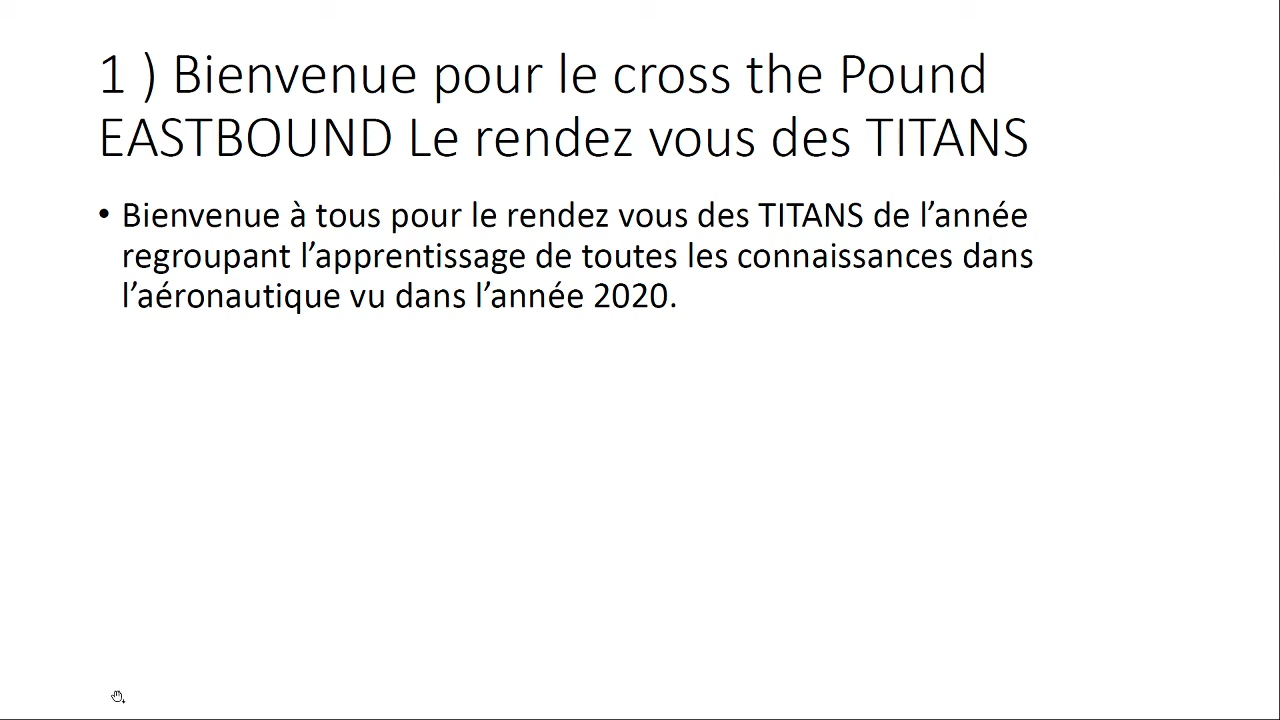 1 ) Bienvenue pour le cross the Pound
EASTBOUND Le rendez vous des TITANS
• Bienvenue à tous pour le rendez vous des TITANS de l’année
regroupant l’apprentissage de toutes les connaissances dans
l’aéronautique vu dans l’année 2020.